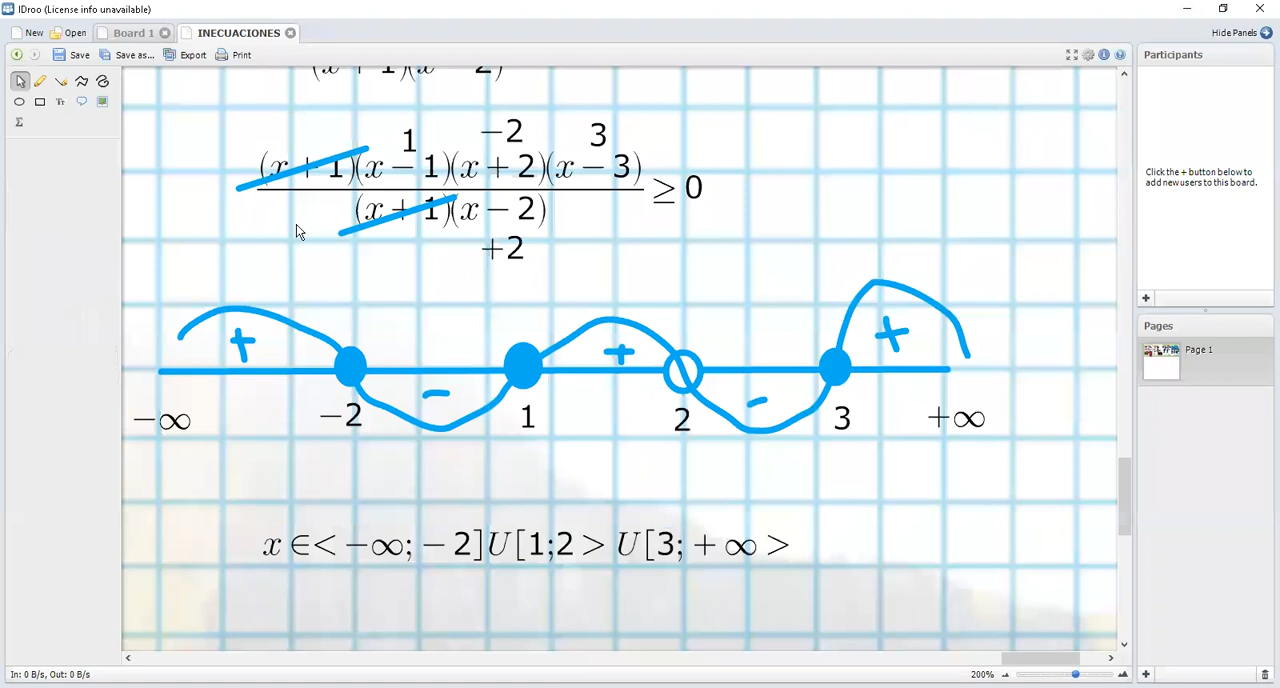 IDroo (License info unavailable)
New Open Board 1 INECUACIONES Hide Panels
Save Save as... Export Print
Participants
Click the + button below to
add new users to this board.
1 −2 3
(x + 1)(x − 1)(x + 2)(x − 3)
≥ 0
(x + 1)(x − 2)
+2
+ − + − +
−∞ −2 1 2 3 +∞
x ∈< −∞; −2]U[1;2 > U[3; +∞ >
Pages
Page 1
In: 0 B/s, Out: 0 B/s
200%